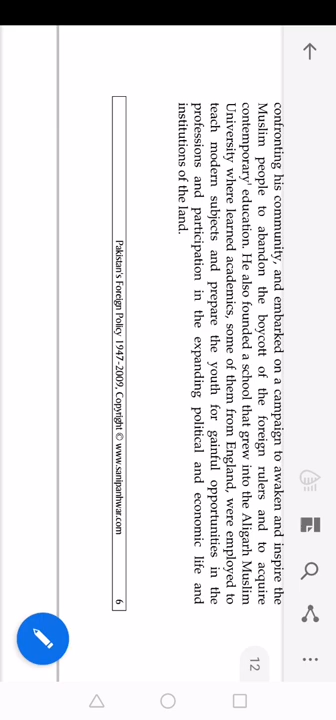 confronting his community, and embarked on a campaign to awaken and inspire the
Muslim people to abandon the boycott of the foreign rulers and to acquire
contemporary' education. He also founded a school that grew into the Aligarh Muslim
University where learned academics, some of them from England, were employed to
teach modern subjects and prepare the youth for gainful opportunities in the
professions and participation in the expanding political and economic life and
institutions of the land.
Pakistan's Foreign Policy 1947-2009, Copyright © www.sanipanhwar.com 6
12